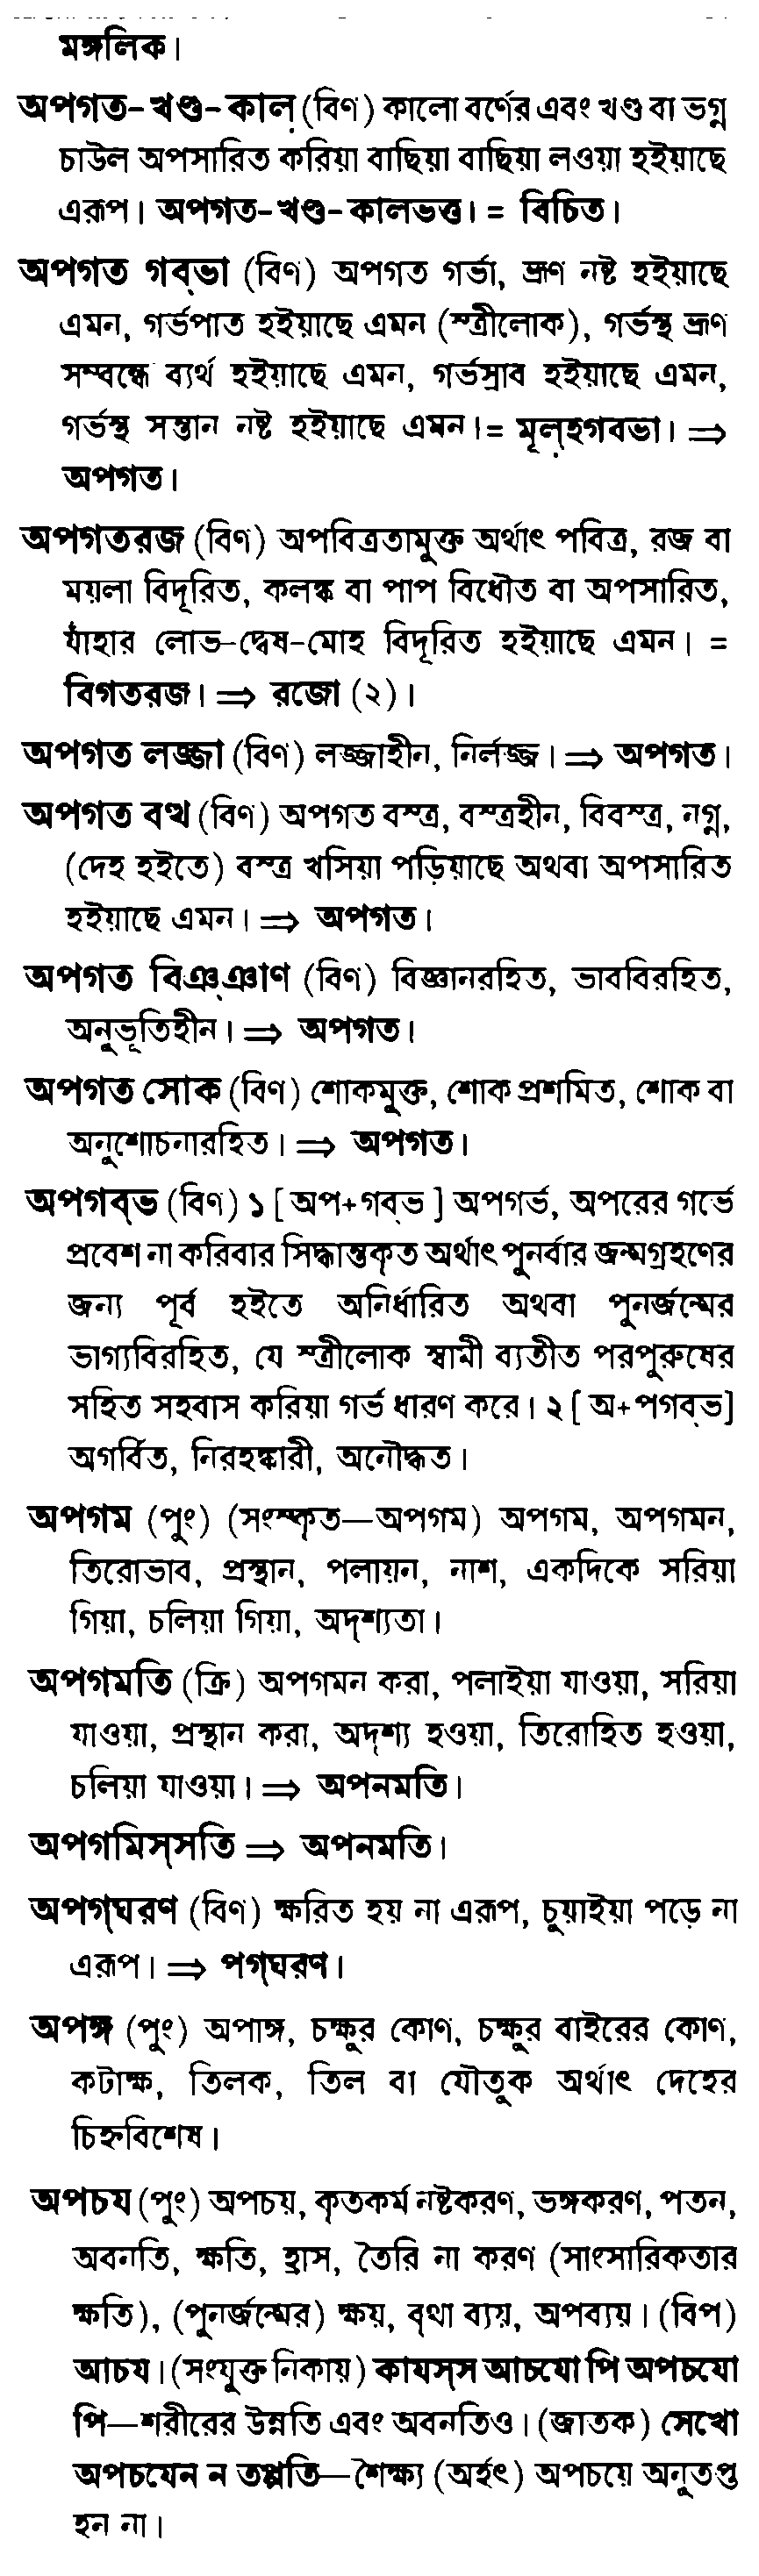 মঙ্গলিক।
অপগত-খণ্ড-কাল্ (বিণ) কালো বর্ণের এবং খণ্ড বা ভগ্ন
চাউল অপসারিত করিয়া বাছিয়া বাছিয়া লওয়া হইয়াছে
এরূপ। অপগত-খণ্ড-কালভত্ত। = বিচিত।
অপগত গব্ভা (বিণ) অপগত গর্ভা, ভ্রূণ নষ্ট হইয়াছে
এমন, গর্ভপাত হইয়াছে এমন (স্ত্রীলোক), গর্ভস্থ ভ্রূণ
সম্বন্ধে ব্যর্থ হইয়াছে এমন, গর্ভস্রাব হইয়াছে এমন,
গর্ভস্থ সন্তান নষ্ট হইয়াছে এমন।= মূল্হগবভা। ⇒
অপগত।
অপগতরজ (বিণ) অপবিত্রতামুক্ত অর্থাৎ পবিত্র, রজ বা
ময়লা বিদূরিত, কলঙ্ক বা পাপ বিধৌত বা অপসারিত,
যাঁহার লোভ-দ্বেষ-মোহ বিদূরিত হইয়াছে এমন। =
বিগতরজ। ⇒ রজো (২)।
অপগত লজ্জা (বিণ) লজ্জাহীন, নির্লজ্জ। ⇒ অপগত।
অপগত বত্থ (বিণ) অপগত বস্ত্র, বস্ত্রহীন, বিবস্ত্র, নগ্ন,
(দেহ হইতে) বস্ত্র খসিয়া পড়িয়াছে অথবা অপসারিত
হইয়াছে এমন। ⇒ অপগত।
অপগত বিঞ্ঞাণ (বিণ) বিজ্ঞানরহিত, ভাববিরহিত,
অনুভূতিহীন। ⇒ অপগত।
অপগত সোক (বিণ) শোকমুক্ত, শোক প্রশমিত, শোক বা
অনুশোচনারহিত। ⇒ অপগত।
অপগব্ভ (বিণ) ১ [ অপ+গব্ভ ] অপগর্ভ, অপরের গর্ভে
প্রবেশ না করিবার সিদ্ধান্তকৃত অর্থাৎ পুনর্বার জন্মগ্রহণের
জন্য পূর্ব হইতে অনির্ধারিত অথবা পুনর্জন্মের
ভাগ্যবিরহিত, যে স্ত্রীলোক স্বামী ব্যতীত পরপুরুষের
সহিত সহবাস করিয়া গর্ভ ধারণ করে। ২ [ অ+পগব্ভ]
অগর্বিত, নিরহঙ্কারী, অনৌদ্ধত।
অপগম (পুং) (সংস্কৃত—অপগম) অপগম, অপগমন,
তিরোভাব, প্রস্থান, পলায়ন, নাশ, একদিকে সরিয়া
গিয়া, চলিয়া গিয়া, অদৃশ্যতা।
অপগমতি (ক্রি) অপগমন করা, পলাইয়া যাওয়া, সরিয়া
যাওয়া, প্রস্থান করা, অদৃশ্য হওয়া, তিরোহিত হওয়া,
চলিয়া যাওয়া। ⇒ অপনমতি।
অপগমিস্সতি ⇒ অপনমতি।
অপগ্ঘরণ (বিণ) ক্ষরিত হয় না এরূপ, চুয়াইয়া পড়ে না
এরূপ। ⇒ পগ্ঘরণ।
অপঙ্গ (পুং) অপাঙ্গ, চক্ষুর কোণ, চক্ষুর বাইরের কোণ,
কটাক্ষ, তিলক, তিল বা যৌতুক অর্থাৎ দেহের
চিহ্নবিশেষ।
অপচয (পুং) অপচয়, কৃতকর্ম নষ্টকরণ, ভঙ্গকরণ, পতন,
অবনতি, ক্ষতি, হ্রাস, তৈরি না করণ (সাংসারিকতার
ক্ষতি), (পুনর্জন্মের) ক্ষয়, বৃথা ব্যয়, অপব্যয়। (বিপ)
আচয। (সংযুক্ত নিকায়) কাযস্স আচযো পি অপচযো
পি—শরীরের উন্নতি এবং অবনতিও। (জাতক) সেখো
অপচযেন ন তপ্পতি—শৈক্ষ্য (অর্হৎ) অপচয়ে অনুতপ্ত
হন না।